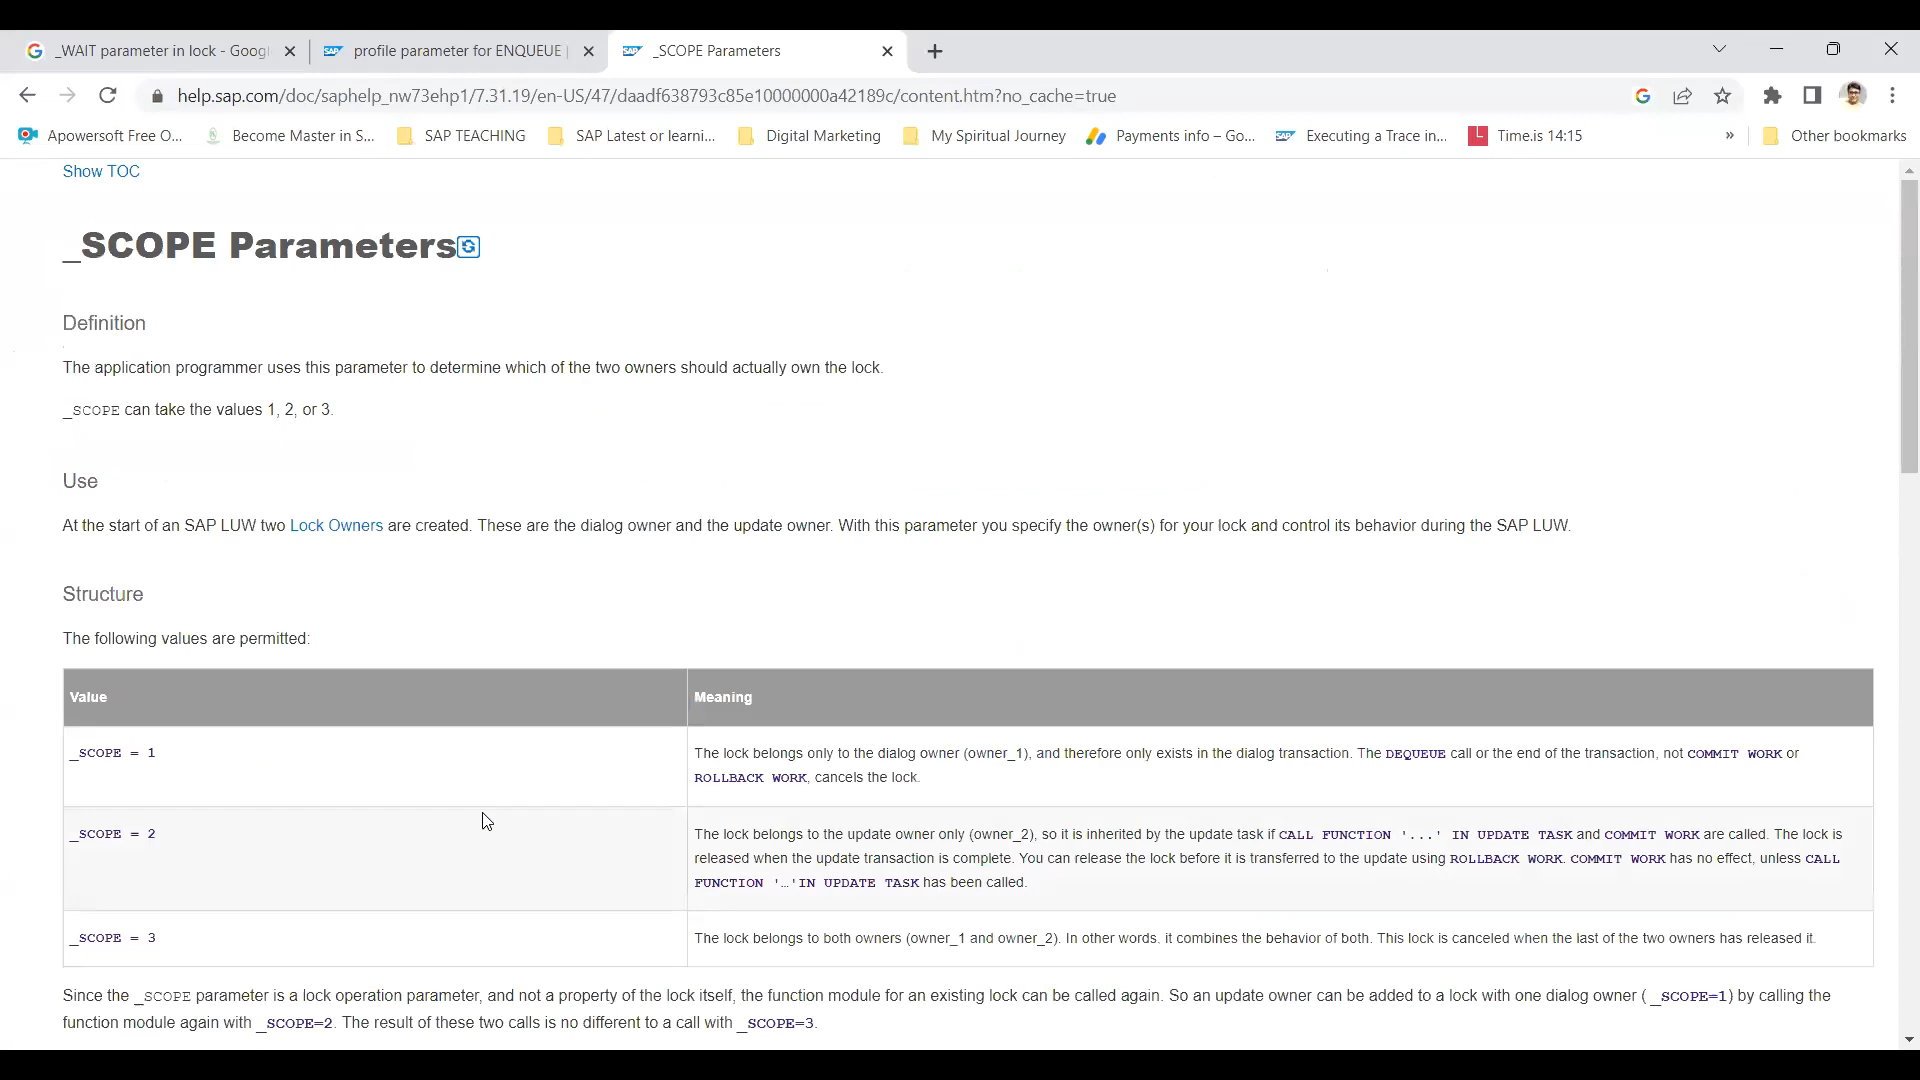 _WAIT parameter in lock - Googl
profile parameter for ENQUEUE |
_SCOPE Parameters
help.sap.com/doc/saphelp_nw73ehp1/7.31.19/en-US/47/daadf638793c85e10000000a42189c/content.htm?no_cache=true
Apowersoft Free O... Become Master in S... SAP TEACHING SAP Latest or learni... Digital Marketing My Spiritual Journey Payments info – Go... Executing a Trace in... Time.is 14:15 » Other bookmarks
Show TOC
_SCOPE Parameters
Definition
The application programmer uses this parameter to determine which of the two owners should actually own the lock.
_SCOPE can take the values 1, 2, or 3.
Use
At the start of an SAP LUW two Lock Owners are created. These are the dialog owner and the update owner. With this parameter you specify the owner(s) for your lock and control its behavior during the SAP LUW.
Structure
The following values are permitted:
Value Meaning
_SCOPE = 1
The lock belongs only to the dialog owner (owner_1), and therefore only exists in the dialog transaction. The DEQUEUE call or the end of the transaction, not COMMIT WORK or
ROLLBACK WORK, cancels the lock.
_SCOPE = 2
The lock belongs to the update owner only (owner_2), so it is inherited by the update task if CALL FUNCTION '...' IN UPDATE TASK and COMMIT WORK are called. The lock is
released when the update transaction is complete. You can release the lock before it is transferred to the update using ROLLBACK WORK. COMMIT WORK has no effect, unless CALL
FUNCTION '…'IN UPDATE TASK has been called.
_SCOPE = 3
The lock belongs to both owners (owner_1 and owner_2). In other words, it combines the behavior of both. This lock is canceled when the last of the two owners has released it.
Since the _SCOPE parameter is a lock operation parameter, and not a property of the lock itself, the function module for an existing lock can be called again. So an update owner can be added to a lock with one dialog owner (_SCOPE=1) by calling the
function module again with _SCOPE=2. The result of these two calls is no different to a call with _SCOPE=3.